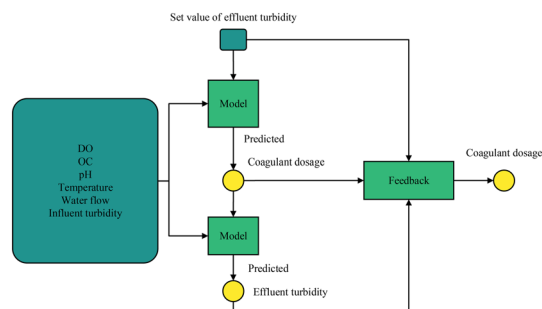 Set value of effluent turbidity
Model
Predicted
Coagulant dosage
Coagulant dosage
DO
OC
pH
Temperature
Water flow
Influent turbidity
Feedback
Model
Predicted
Effluent turbidity